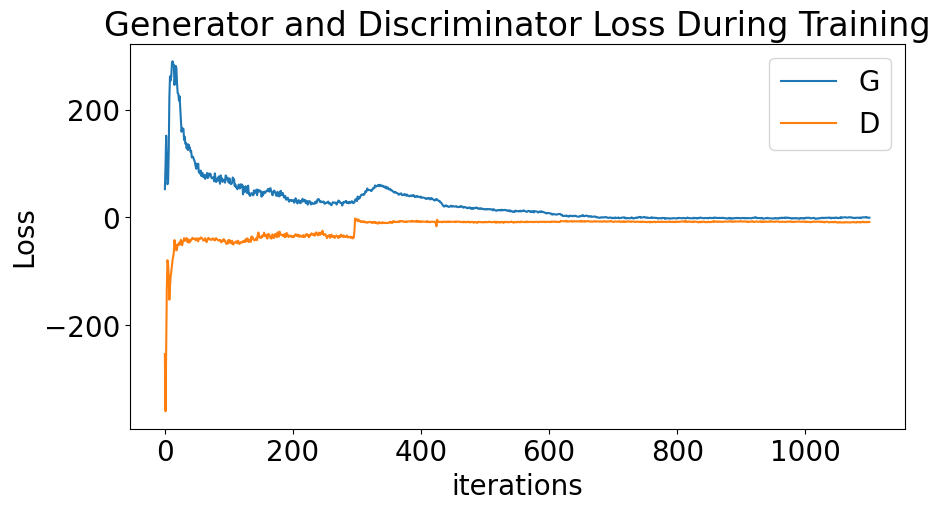 Generator and Discriminator Loss During Training
G
D
200
0
−200
Loss
0 200 400 600 800 1000
iterations